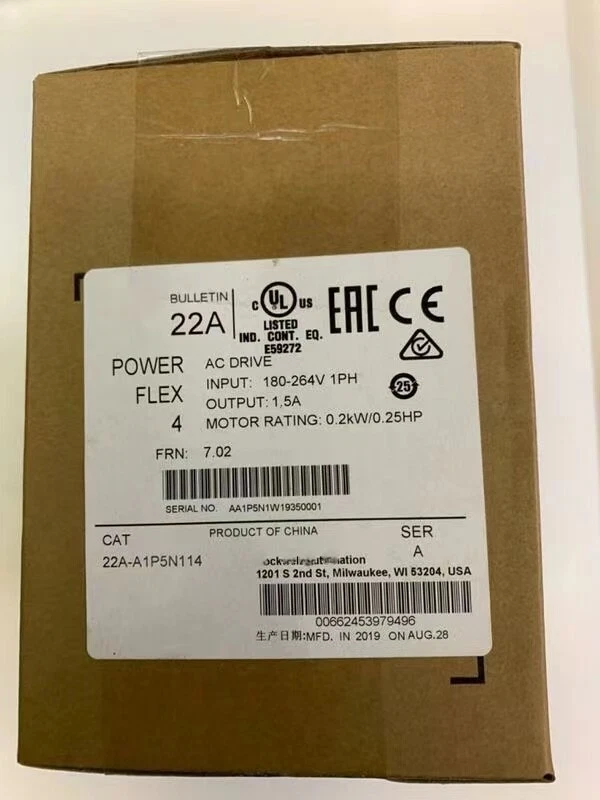 BULLETIN
22A
C UL US
LISTED
IND. CONT. EQ.
E59272
EAC CE
25
POWER
FLEX
4
AC DRIVE
INPUT: 180-264V 1PH
OUTPUT: 1,5A
MOTOR RATING: 0.2kW/0.25HP
FRN: 7.02
SERIAL NO. AA1P5N1W19350001
PRODUCT OF CHINA
CAT
22A-A1P5N114
SER
A
1201 S 2nd St, Milwaukee, WI 53204, USA
00662453979496
生产日期:MFD. IN 2019 ON AUG.28